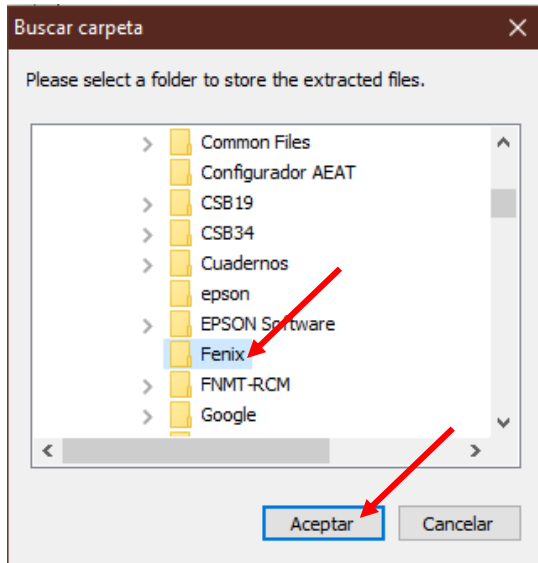 Buscar carpeta
Please select a folder to store the extracted files.
Common Files
Configurador AEAT
CSB19
CSB34
Cuadernos
epson
EPSON Software
Fenix
FNMT-RCM
Google
Aceptar Cancelar